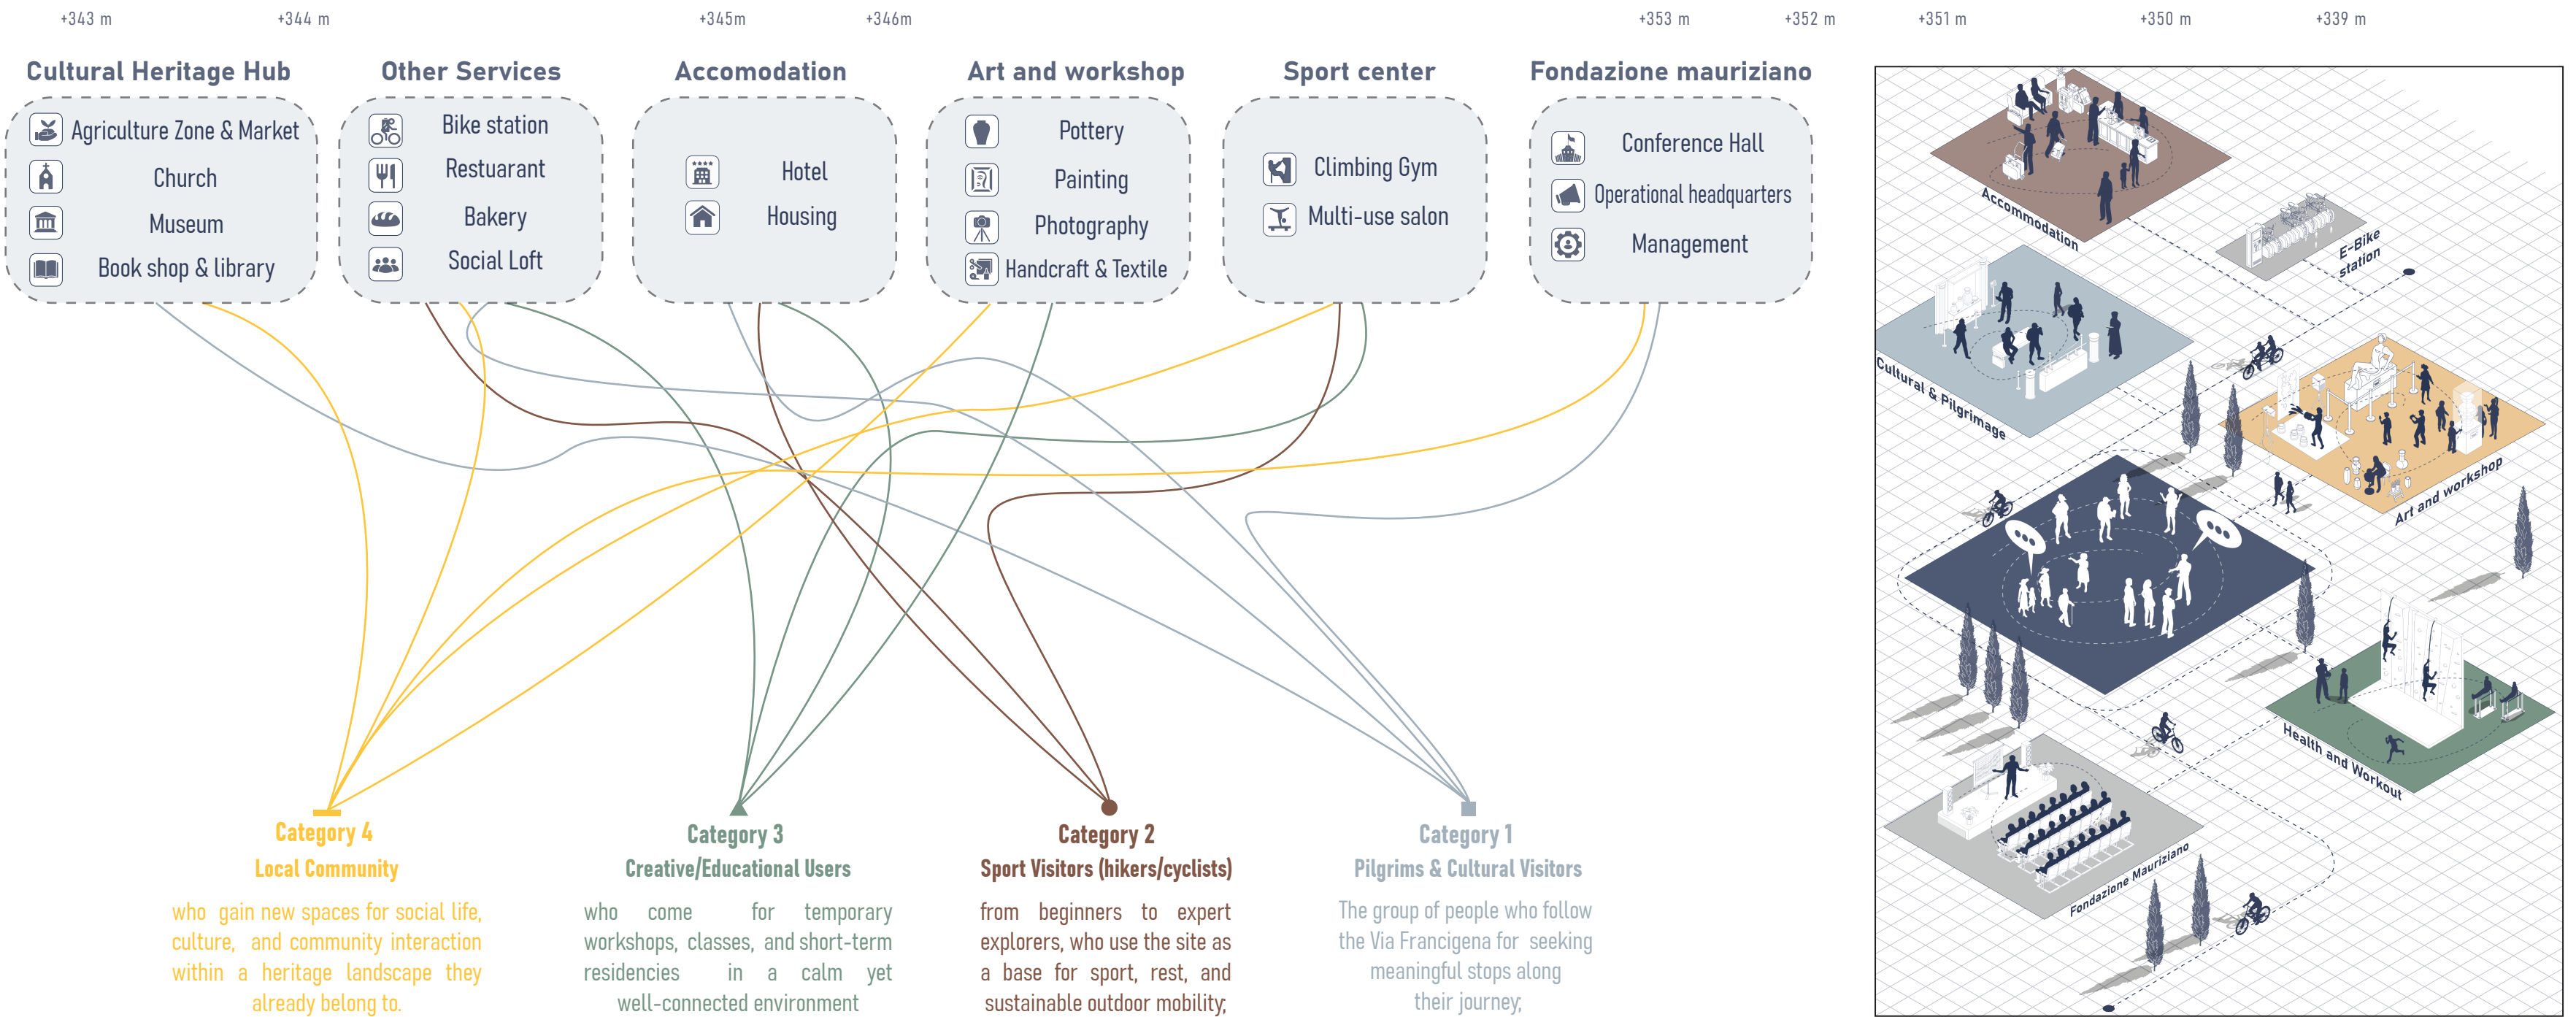 +343 m
+344 m
+345m
+346m
+353 m
+352 m
+351 m
+350 m
+339 m
Cultural Heritage Hub
Agriculture Zone & Market
Church
Museum
Book shop & library
Other Services
Bike station
Restuarant
Bakery
Social Loft
Accomodation
Hotel
Housing
Art and workshop
Pottery
Painting
Photography
Handcraft & Textile
Sport center
Climbing Gym
Multi-use salon
Fondazione mauriziano
Conference Hall
Operational headquarters
Management
Category 4
Local Community
who gain new spaces for social life,
culture, and community interaction
within a heritage landscape they
already belong to.
Category 3
Creative/Educational Users
who come for temporary
workshops, classes, and short-term
residencies in a calm yet
well-connected environment
Category 2
Sport Visitors (hikers/cyclists)
from beginners to expert
explorers, who use the site as
a base for sport, rest, and
sustainable outdoor mobility;
Category 1
Pilgrims & Cultural Visitors
The group of people who follow
the Via Francigena for seeking
meaningful stops along
their journey;
Accommodation
E-Bike
station
Cultural & Pilgrimage
Art and workshop
Health and Workout
Fondazione Mauriziano